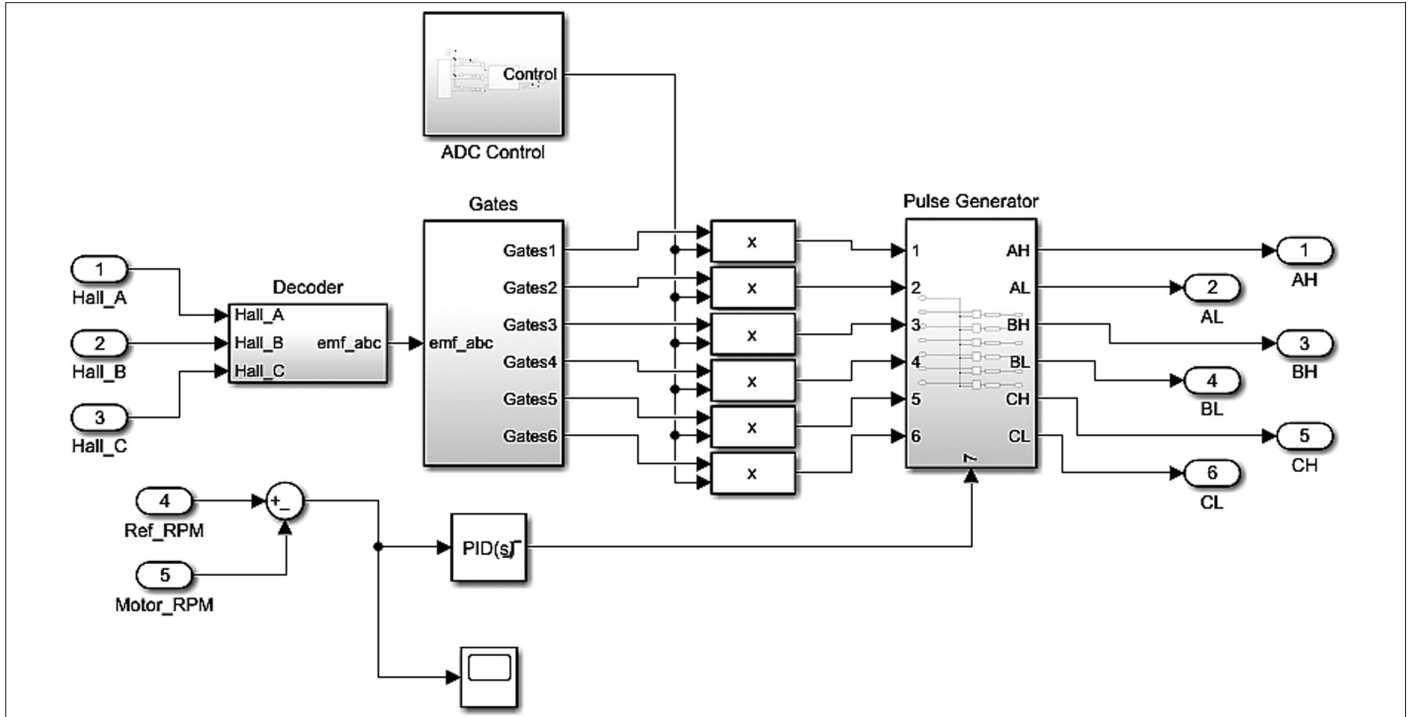 Control
ADC Control
Gates
Gates1
Gates2
Gates3
Gates4
Gates5
Gates6
emf_abc
Pulse Generator
1
2
3
4
5
6
7
AH
AL
BH
BL
CH
CL
x
x
x
x
x
x
1
Hall_A
2
Hall_B
3
Hall_C
Decoder
Hall_A
Hall_B
Hall_C
emf_abc
1
AH
2
AL
3
BH
4
BL
5
CH
6
CL
4
Ref_RPM
+
_
5
Motor_RPM
PID(s)